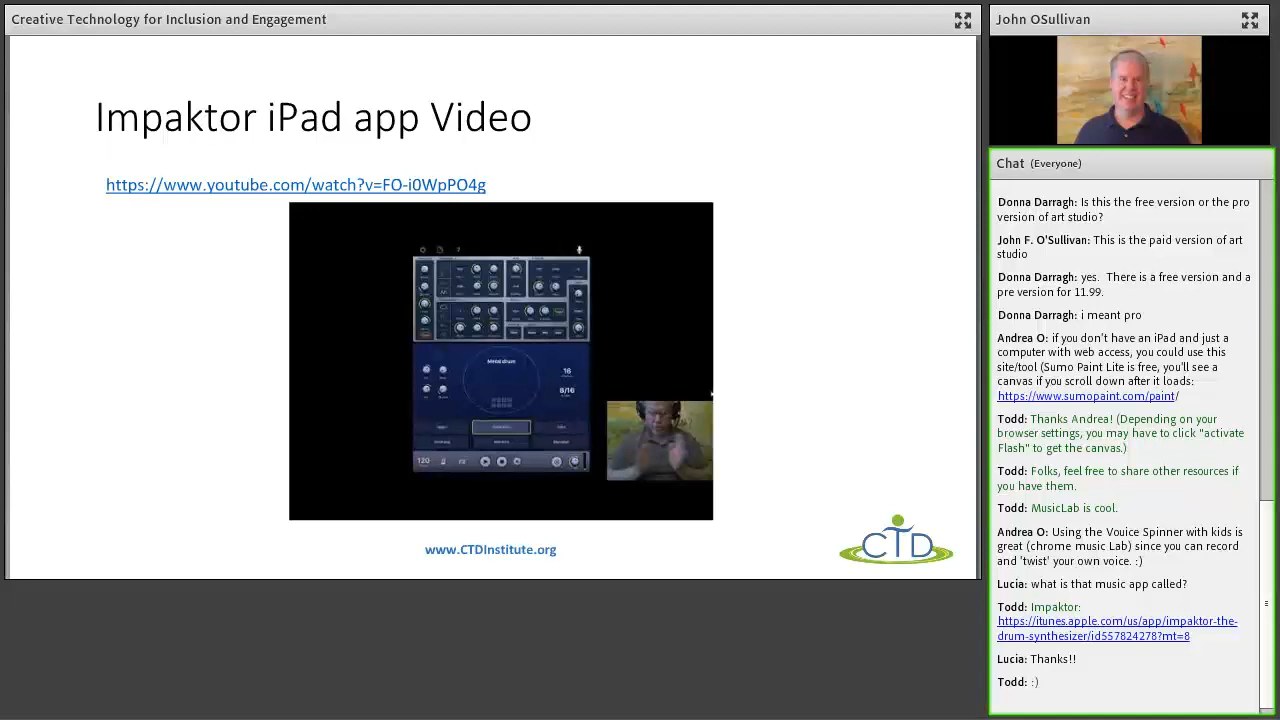 Creative Technology for Inclusion and Engagement
Impaktor iPad app Video
https://www.youtube.com/watch?v=FO-i0WpPO4g
Metal drum
16
8/16
120
FX
www.CTDInstitute.org
CTD
John OSullivan
Chat (Everyone)
Donna Darragh: Is this the free version or the pro
version of art studio?
John F. O'Sullivan: This is the paid version of art
studio
Donna Darragh: yes. There is a free version and a
pre version for 11.99.
Donna Darragh: i meant pro
Andrea O: if you don't have an iPad and just a
computer with web access, you could use this
site/tool (Sumo Paint Lite is free, you'll see a
canvas if you scroll down after it loads:
https://www.sumopaint.com/paint/
Todd: Thanks Andrea! (Depending on your
browser settings, you may have to click "activate
Flash" to get the canvas.)
Todd: Folks, feel free to share other resources if
you have them.
Todd: MusicLab is cool.
Andrea O: Using the Vouice Spinner with kids is
great (chrome music Lab) since you can record
and 'twist' your own voice. :)
Lucia: what is that music app called?
Todd: Impaktor:
https://itunes.apple.com/us/app/impaktor-the-
drum-synthesizer/id557824278?mt=8
Lucia: Thanks!!
Todd: :)